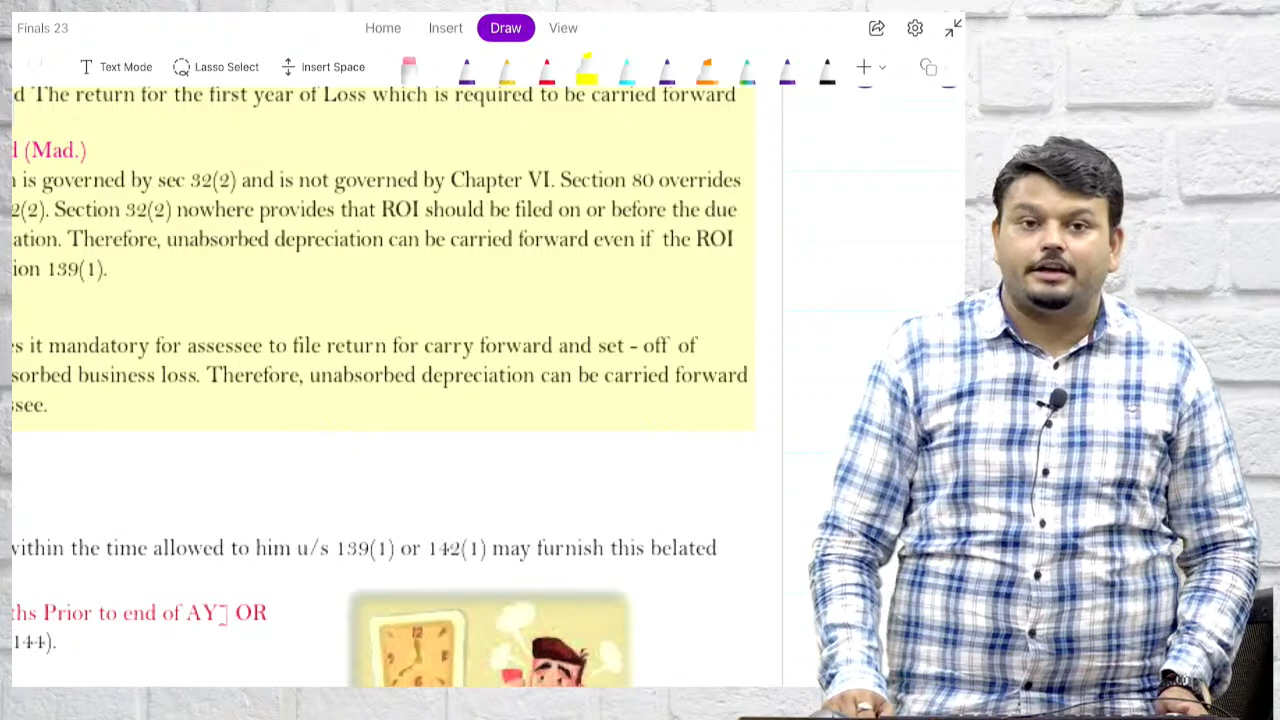 Finals 23
Home Insert Draw View
Text Mode Lasso Select Insert Space
d The return for the first year of Loss which is required to be carried forward
d (Mad.)
is governed by sec 32(2) and is not governed by Chapter VI. Section 80 overrides
2(2). Section 32(2) nowhere provides that ROI should be filed on or before the due
ation. Therefore, unabsorbed depreciation can be carried forward even if the ROI
ion 139(1).
s it mandatory for assessee to file return for carry forward and set - off of
sorbed business loss. Therefore, unabsorbed depreciation can be carried forward
see.
within the time allowed to him u/s 139(1) or 142(1) may furnish this belated
ths Prior to end of AY] OR
144).